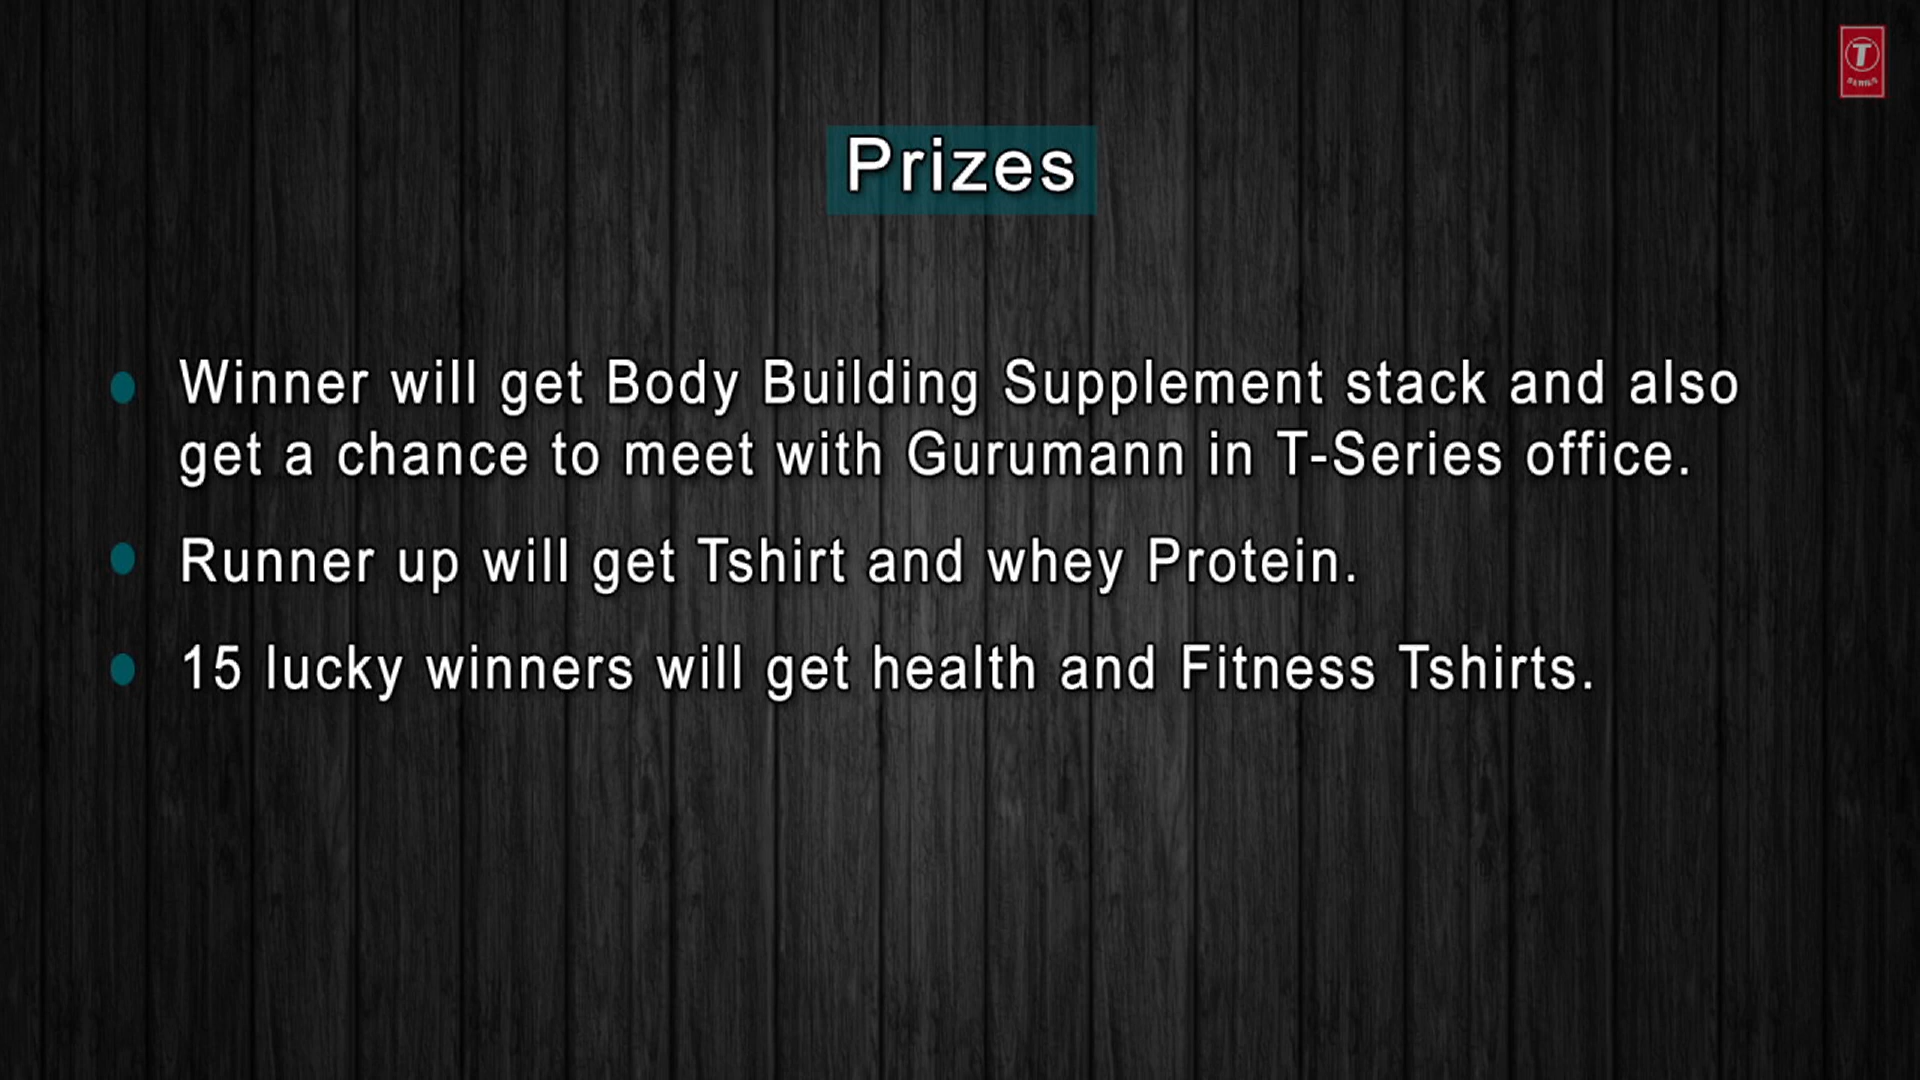 T
SERIES
Prizes
Winner will get Body Building Supplement stack and also
get a chance to meet with Gurumann in T-Series office.
Runner up will get Tshirt and whey Protein.
15 lucky winners will get health and Fitness Tshirts.